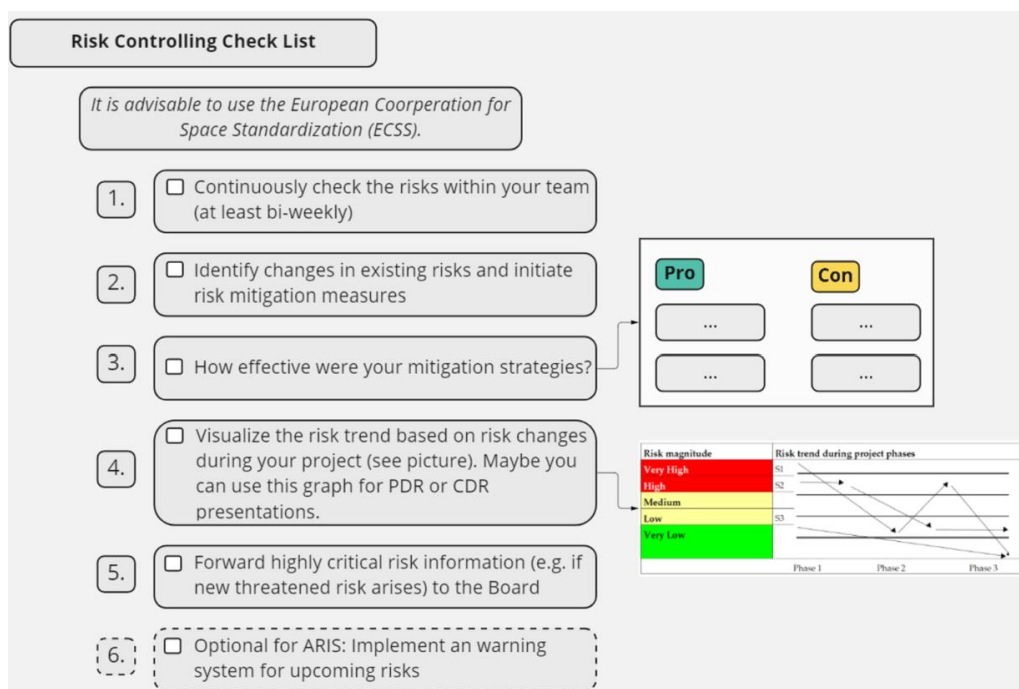 Risk Controlling Check List
It is advisable to use the European Coorperation for
Space Standardization (ECSS).
1.
Continuously check the risks within your team
(at least bi-weekly)
2.
Identify changes in existing risks and initiate
risk mitigation measures
3.
How effective were your mitigation strategies?
Pro
Con
...
...
...
...
4.
Visualize the risk trend based on risk changes
during your project (see picture). Maybe you
can use this graph for PDR or CDR
presentations.
Risk magnitude
Risk trend during project phases
Very High
S1
High
S2
Medium
Low
S3
Very Low
Phase 1
Phase 2
Phase 3
5.
Forward highly critical risk information (e.g. if
new threatened risk arises) to the Board
6.
Optional for ARIS: Implement an warning
system for upcoming risks